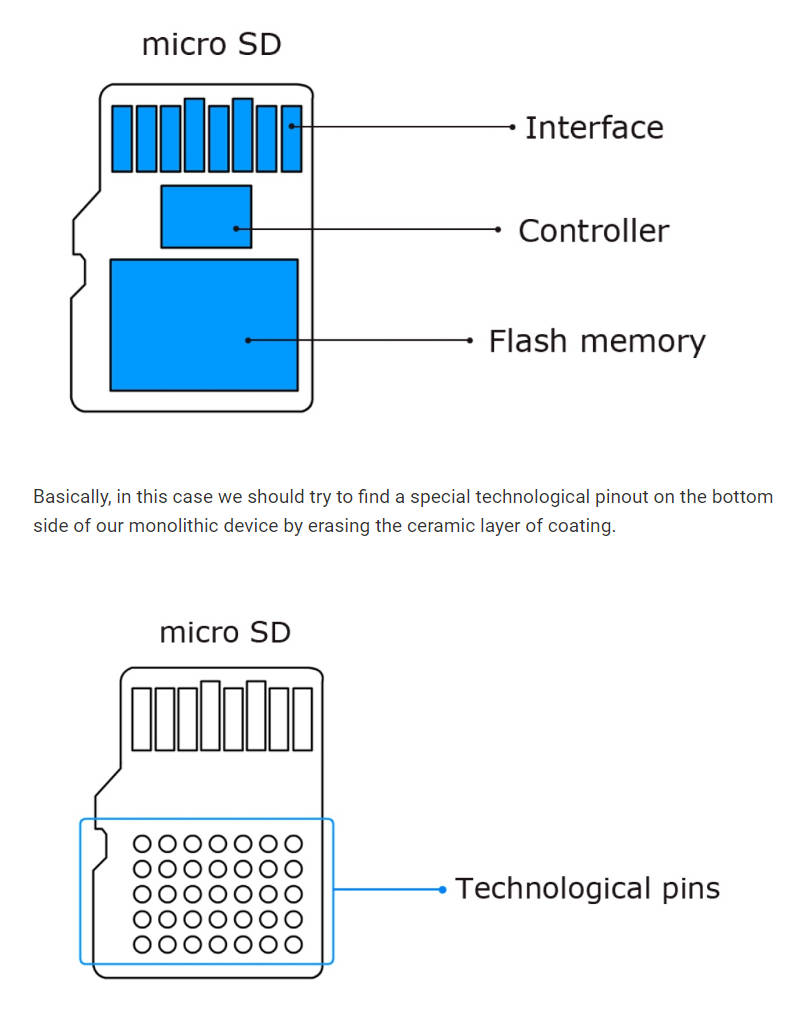 micro SD
Interface
Controller
Flash memory
Basically, in this case we should try to find a special technological pinout on the bottom
side of our monolithic device by erasing the ceramic layer of coating.
micro SD
Technological pins